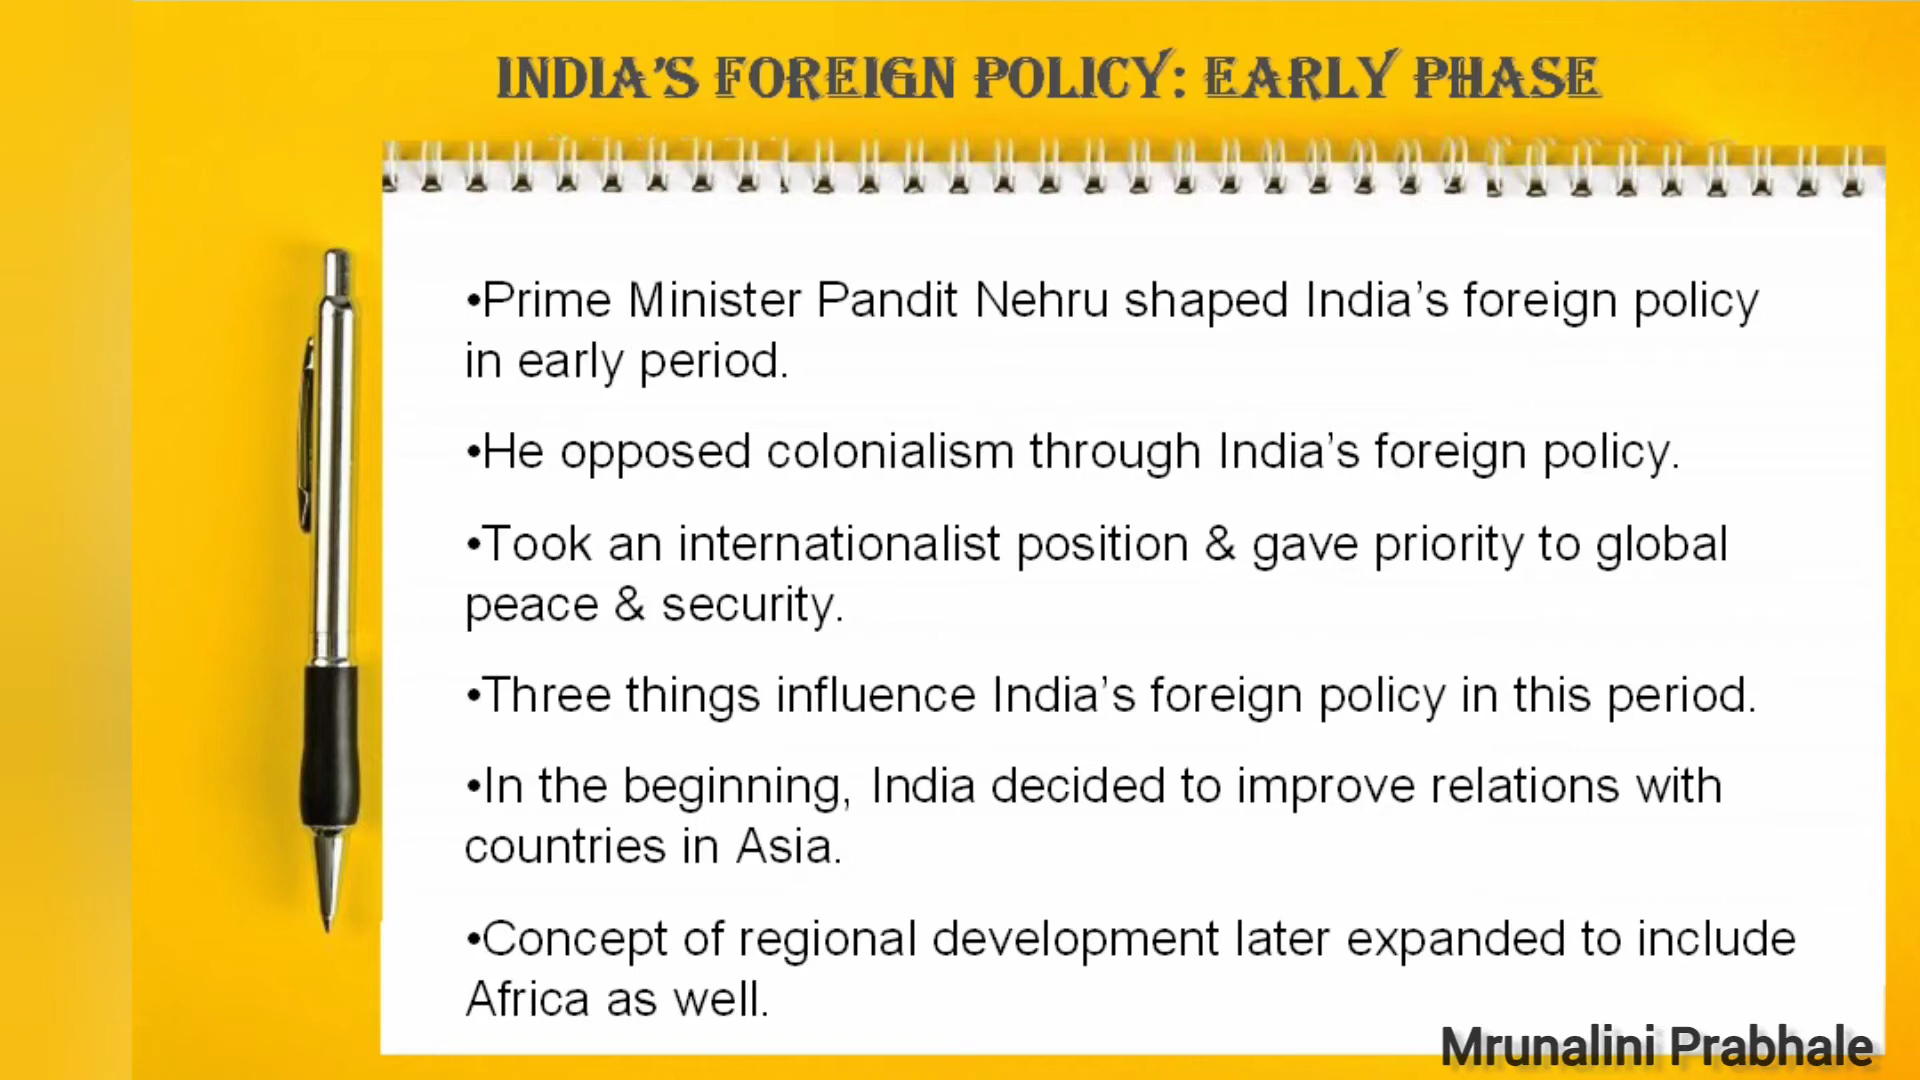 INDIA’S FOREIGN POLICY: EARLY PHASE
•Prime Minister Pandit Nehru shaped India’s foreign policy
in early period.
•He opposed colonialism through India’s foreign policy.
•Took an internationalist position & gave priority to global
peace & security.
•Three things influence India’s foreign policy in this period.
•In the beginning, India decided to improve relations with
countries in Asia.
•Concept of regional development later expanded to include
Africa as well.
Mrunalini Prabhale